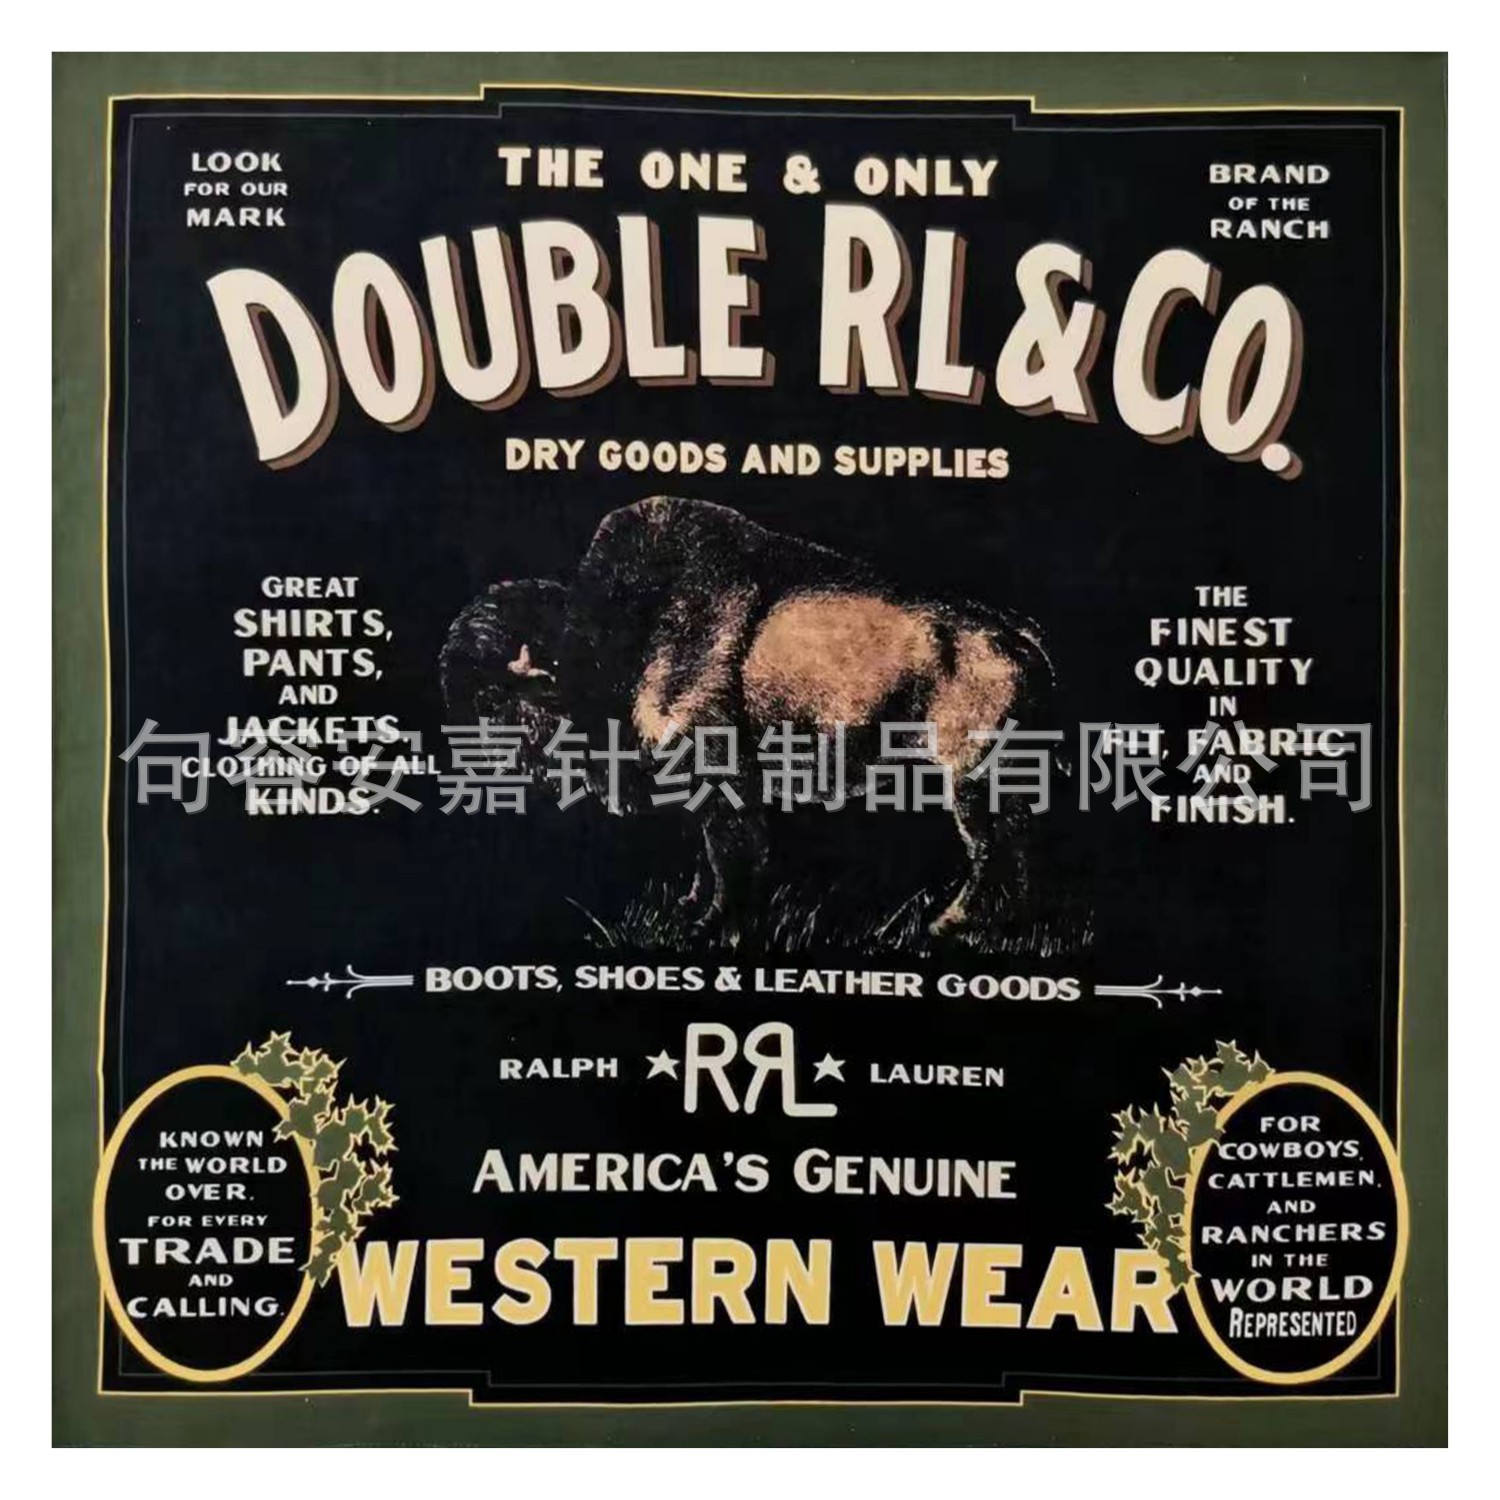 LOOK
FOR OUR
MARK
THE ONE & ONLY
BRAND
OF THE
RANCH
DOUBLE RL&CO.
DRY GOODS AND SUPPLIES
GREAT
SHIRTS,
PANTS,
AND
JACKETS.
CLOTHING OF ALL
KINDS.
THE
FINEST
QUALITY
IN
FIT, FABRIC
AND
FINISH.
句容安嘉针织制品有限公司
BOOTS, SHOES & LEATHER GOODS
RALPH RRL LAUREN
AMERICA'S GENUINE
WESTERN WEAR
KNOWN
THE WORLD
OVER.
FOR EVERY
TRADE
AND
CALLING.
FOR
COWBOYS,
CATTLEMEN,
AND
RANCHERS
IN THE
WORLD
REPRESENTED